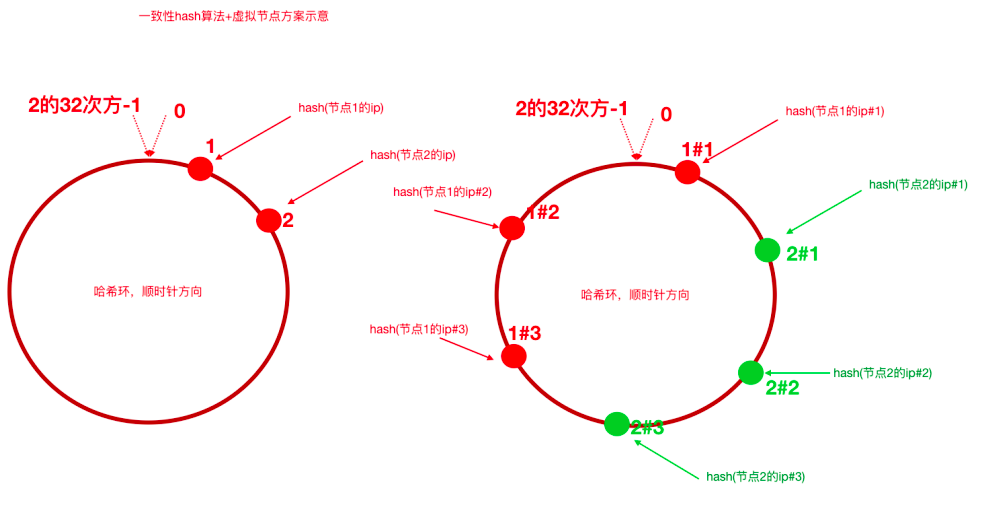 一致性hash算法+虚拟节点方案示意
2的32次方-1
0
hash(节点1的ip)
1
hash(节点2的ip)
2
哈希环，顺时针方向
2的32次方-1
0
hash(节点1的ip#1)
1#1
hash(节点2的ip#1)
hash(节点1的ip#2)
1#2
2#1
哈希环，顺时针方向
hash(节点1的ip#3)
1#3
hash(节点2的ip#2)
2#2
2#3
hash(节点2的ip#3)